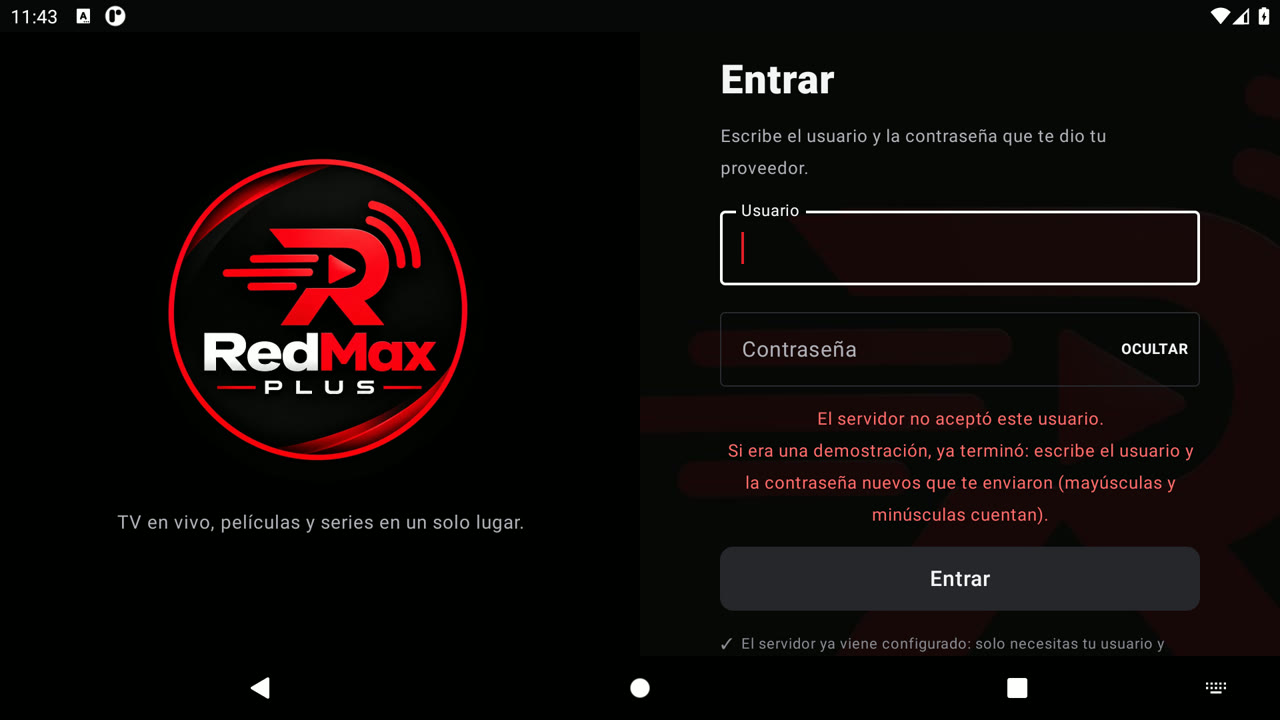 11:43
RedMax
PLUS
TV en vivo, películas y series en un solo lugar.
Entrar
Escribe el usuario y la contraseña que te dio tu
proveedor.
Usuario
Contraseña
OCULTAR
El servidor no aceptó este usuario.
Si era una demostración, ya terminó: escribe el usuario y
la contraseña nuevos que te enviaron (mayúsculas y
minúsculas cuentan).
Entrar
✓ El servidor ya viene configurado: solo necesitas tu usuario y